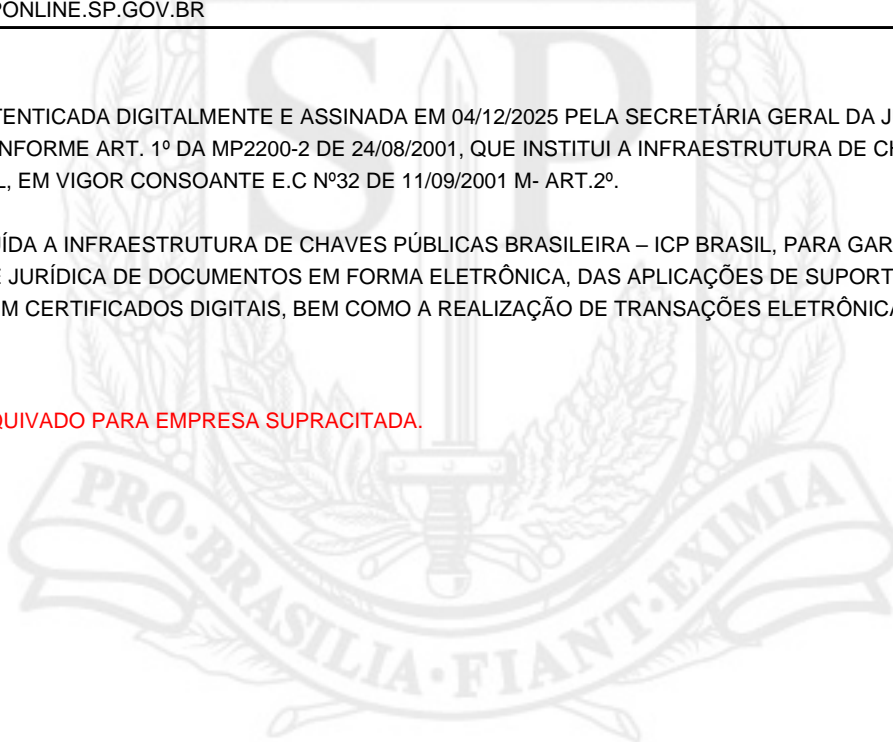 PONLINE.SP.GOV.BR
TENTICADA DIGITALMENTE E ASSINADA EM 04/12/2025 PELA SECRETÁRIA GERAL DA J
NFORME ART. 1º DA MP2200-2 DE 24/08/2001, QUE INSTITUI A INFRAESTRUTURA DE CH
L, EM VIGOR CONSOANTE E.C Nº32 DE 11/09/2001 M- ART.2º.
ÍDA A INFRAESTRUTURA DE CHAVES PÚBLICAS BRASILEIRA – ICP BRASIL, PARA GAR
E JURÍDICA DE DOCUMENTOS EM FORMA ELETRÔNICA, DAS APLICAÇÕES DE SUPORT
M CERTIFICADOS DIGITAIS, BEM COMO A REALIZAÇÃO DE TRANSAÇÕES ELETRÔNICA
QUIVADO PARA EMPRESA SUPRACITADA.
SP
PRO·BRASILIA·FIANT·EXIMIA